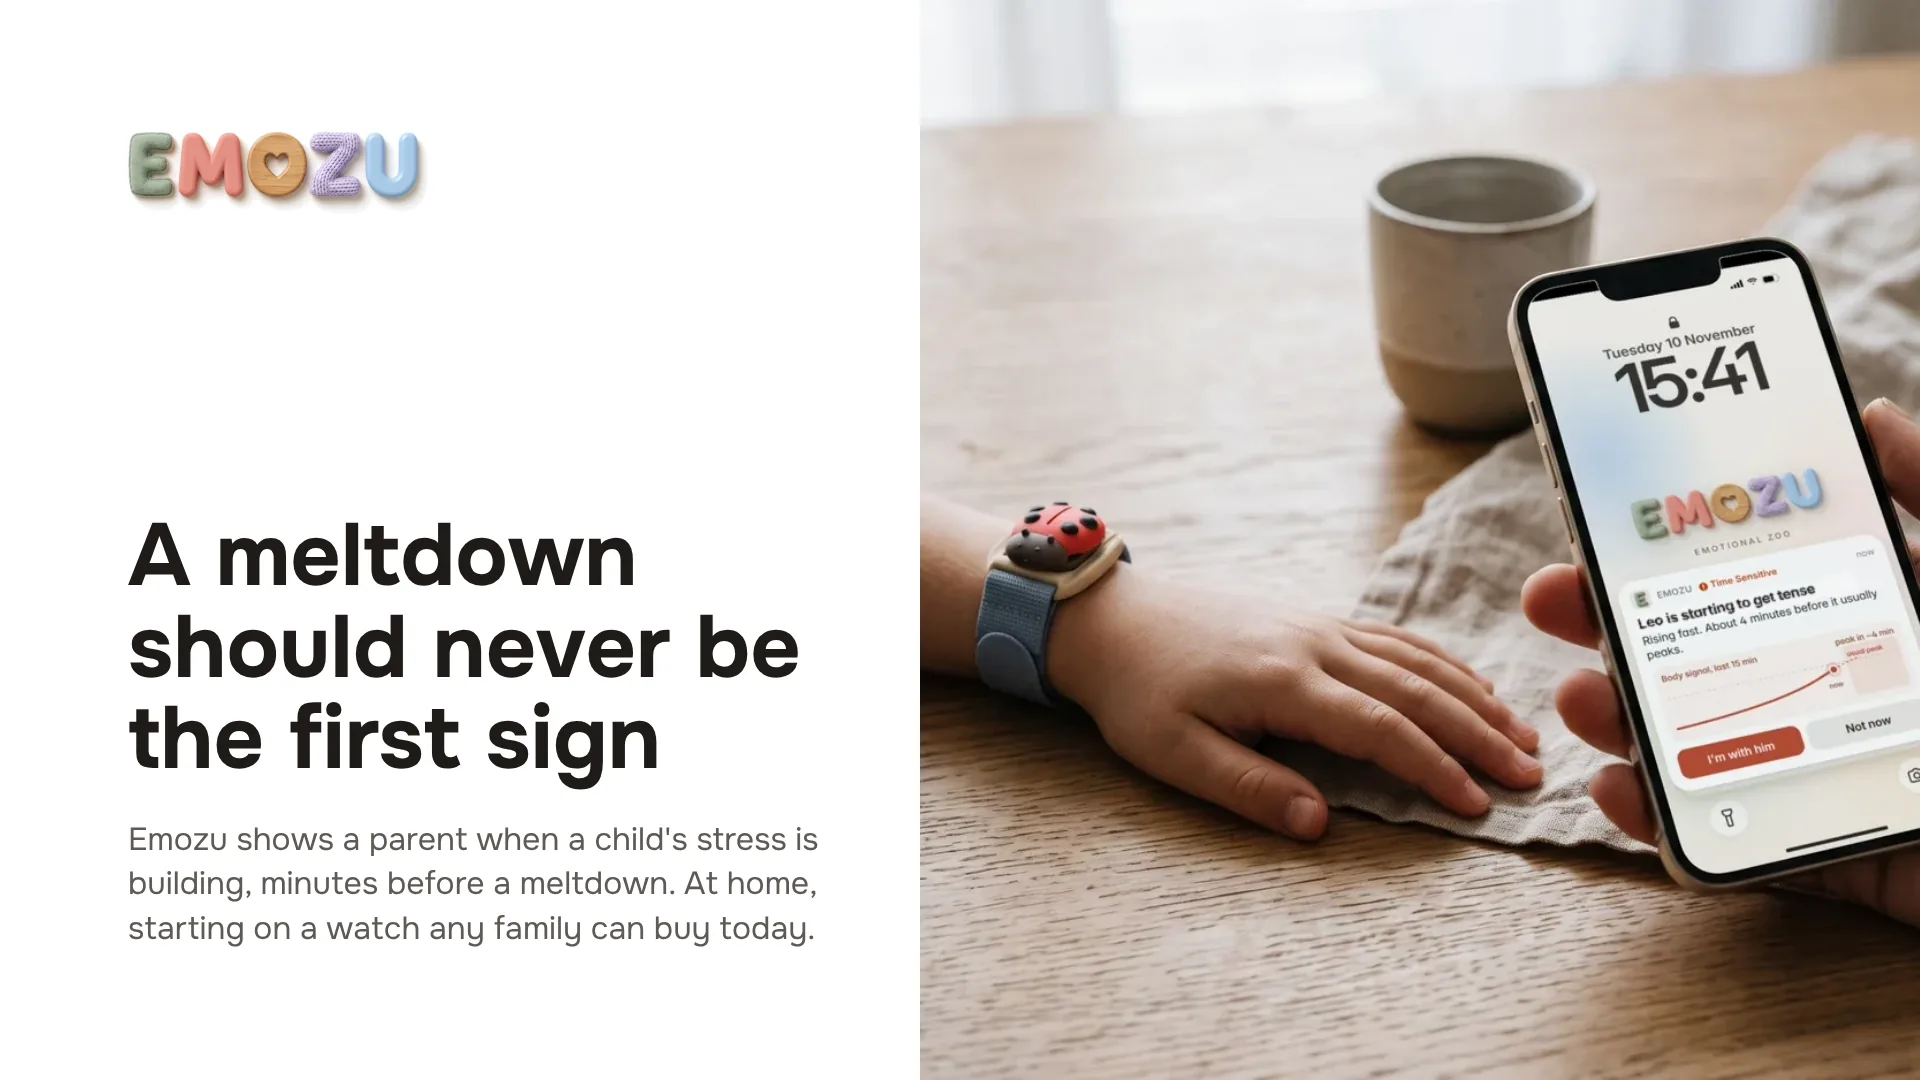 EMOZU
A meltdown
should never be
the first sign
Emozu shows a parent when a child's stress is
building, minutes before a meltdown. At home,
starting on a watch any family can buy today.
Tuesday 10 November
15:41
EMOZU
EMOTIONAL ZOO
E EMOZU ! Time Sensitive now
Leo is starting to get tense
Rising fast. About 4 minutes before it usually
peaks.
Body signal, last 15 min
peak in ~4 min
usual peak
now
I'm with him
Not now